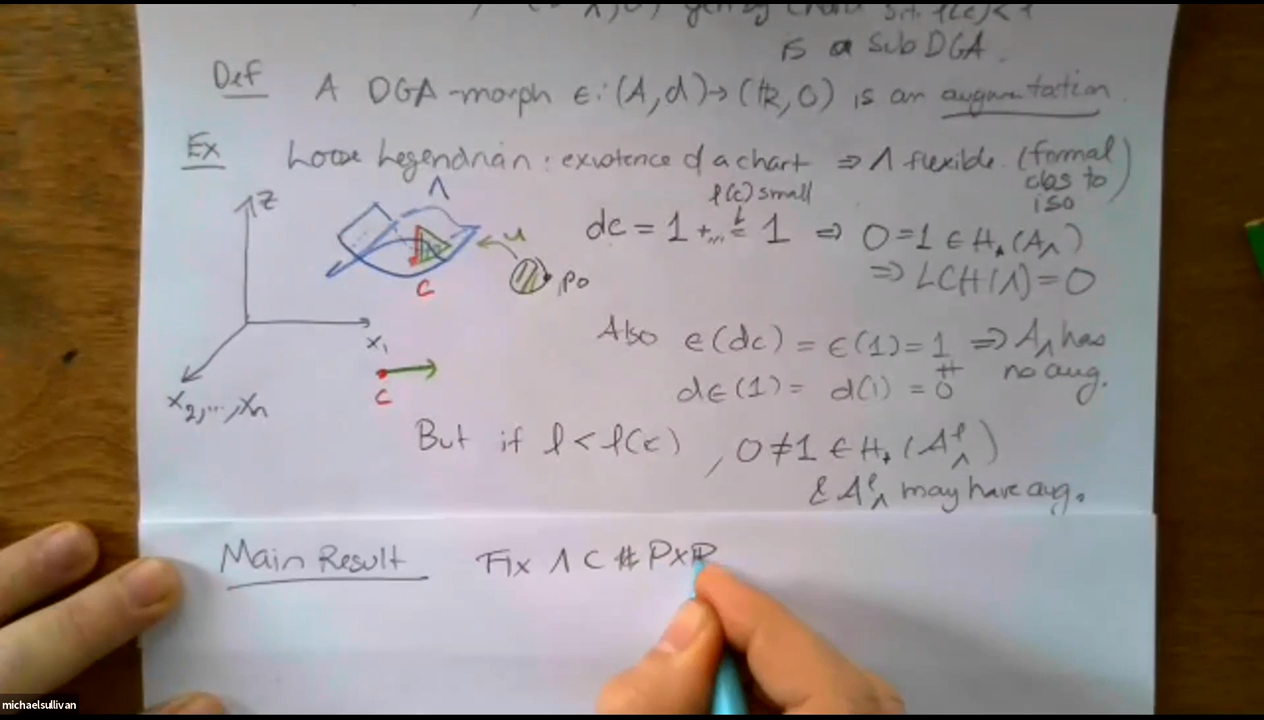 is a Sub DGA.
Def A DGA-morph ϵ: (A, d) → (k, 0) is an augmentation.
Ex Loose Legendrian: existence of a chart ⇒ Λ flexible. (formal
clas to
iso)
z
Λ
l(c) small
dc = 1 + ... = 1 ⇒ 0 = 1 ∈ H*(A_Λ)
u
c
, p0
⇒ LCH(Λ) = 0
x1
Also ϵ(dc) = ϵ(1) = 1 ⇒ A_Λ has
no aug.
≠
dϵ(1) = d(1) = 0
c
x2, ..., xn
But if l < l(c), 0 ≠ 1 ∈ H*(A^l_Λ)
& A^l_Λ may have aug.
Main Result Fix Λ ⊂ # P×R
michaelsullivan